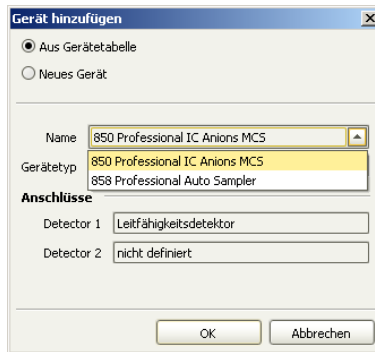 Gerät hinzufügen
Aus Gerätetabelle
Neues Gerät
Name 850 Professional IC Anions MCS
850 Professional IC Anions MCS
Gerätetyp
858 Professional Auto Sampler
Anschlüsse
Detector 1 Leitfähigkeitsdetektor
Detector 2 nicht definiert
OK Abbrechen